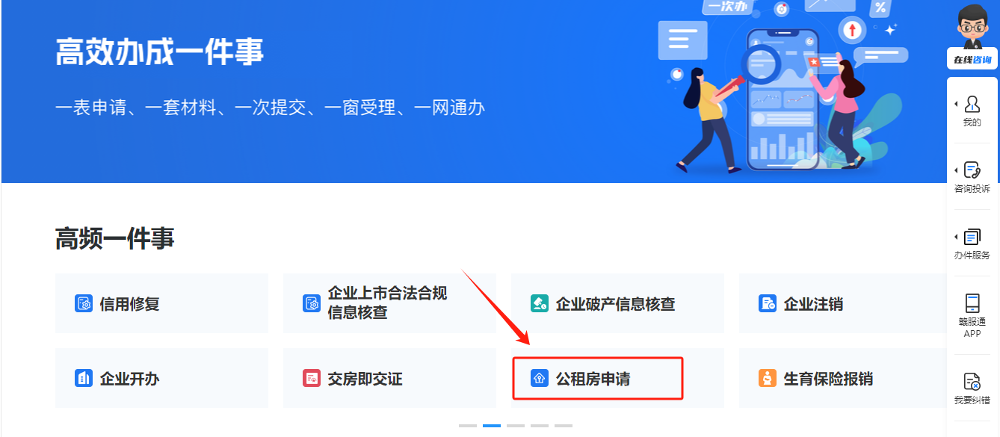 一次办
%
高效办成一件事
一表申请、一套材料、一次提交、一窗受理、一网通办
在线咨询
我的
咨询投诉
办件服务
赣服通
APP
我要纠错
高频一件事
信用修复
企业上市合法合规
信息核查
企业破产信息核查
企业注销
企业开办
交房即交证
公租房申请
生育保险报销